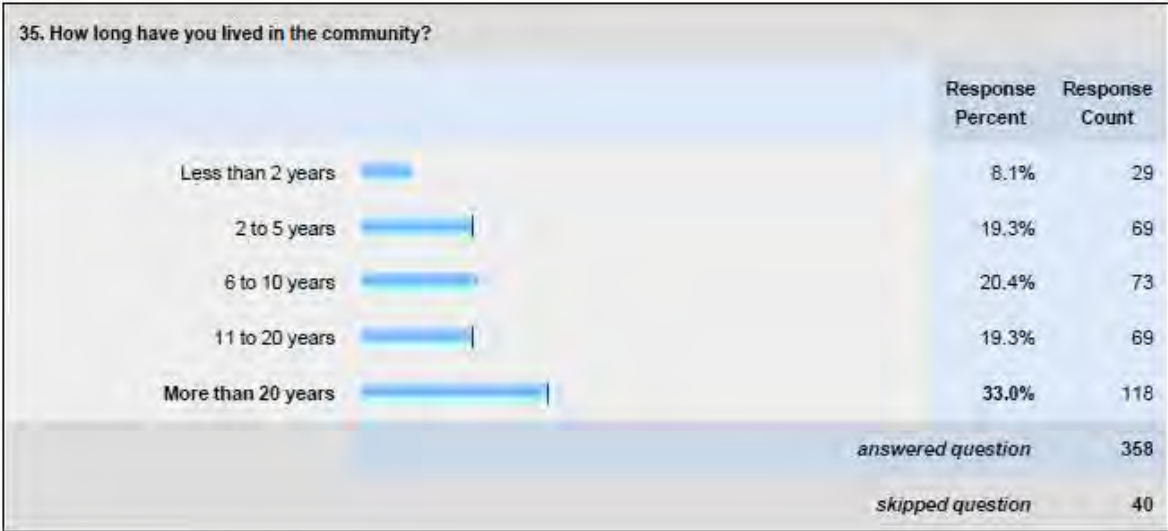 35. How long have you lived in the community?
Response Percent Response Count
Less than 2 years 8.1% 29
2 to 5 years 19.3% 69
6 to 10 years 20.4% 73
11 to 20 years 19.3% 69
More than 20 years 33.0% 118
answered question 358
skipped question 40